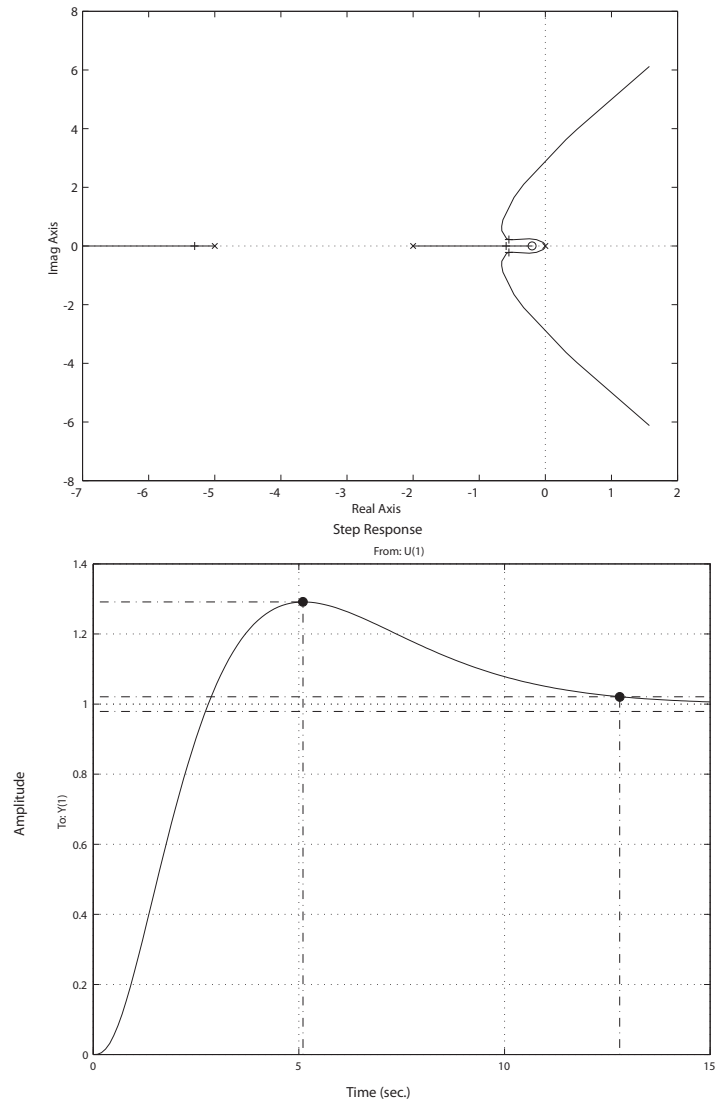 8
6
4
2
0
-2
-4
-6
-8
Imag Axis
-7 -6 -5 -4 -3 -2 -1 0 1 2
Real Axis
Step Response
From: U(1)
1.4
1.2
1
0.8
0.6
0.4
0.2
0
Amplitude
To: Y(1)
0 5 10 15
Time (sec.)